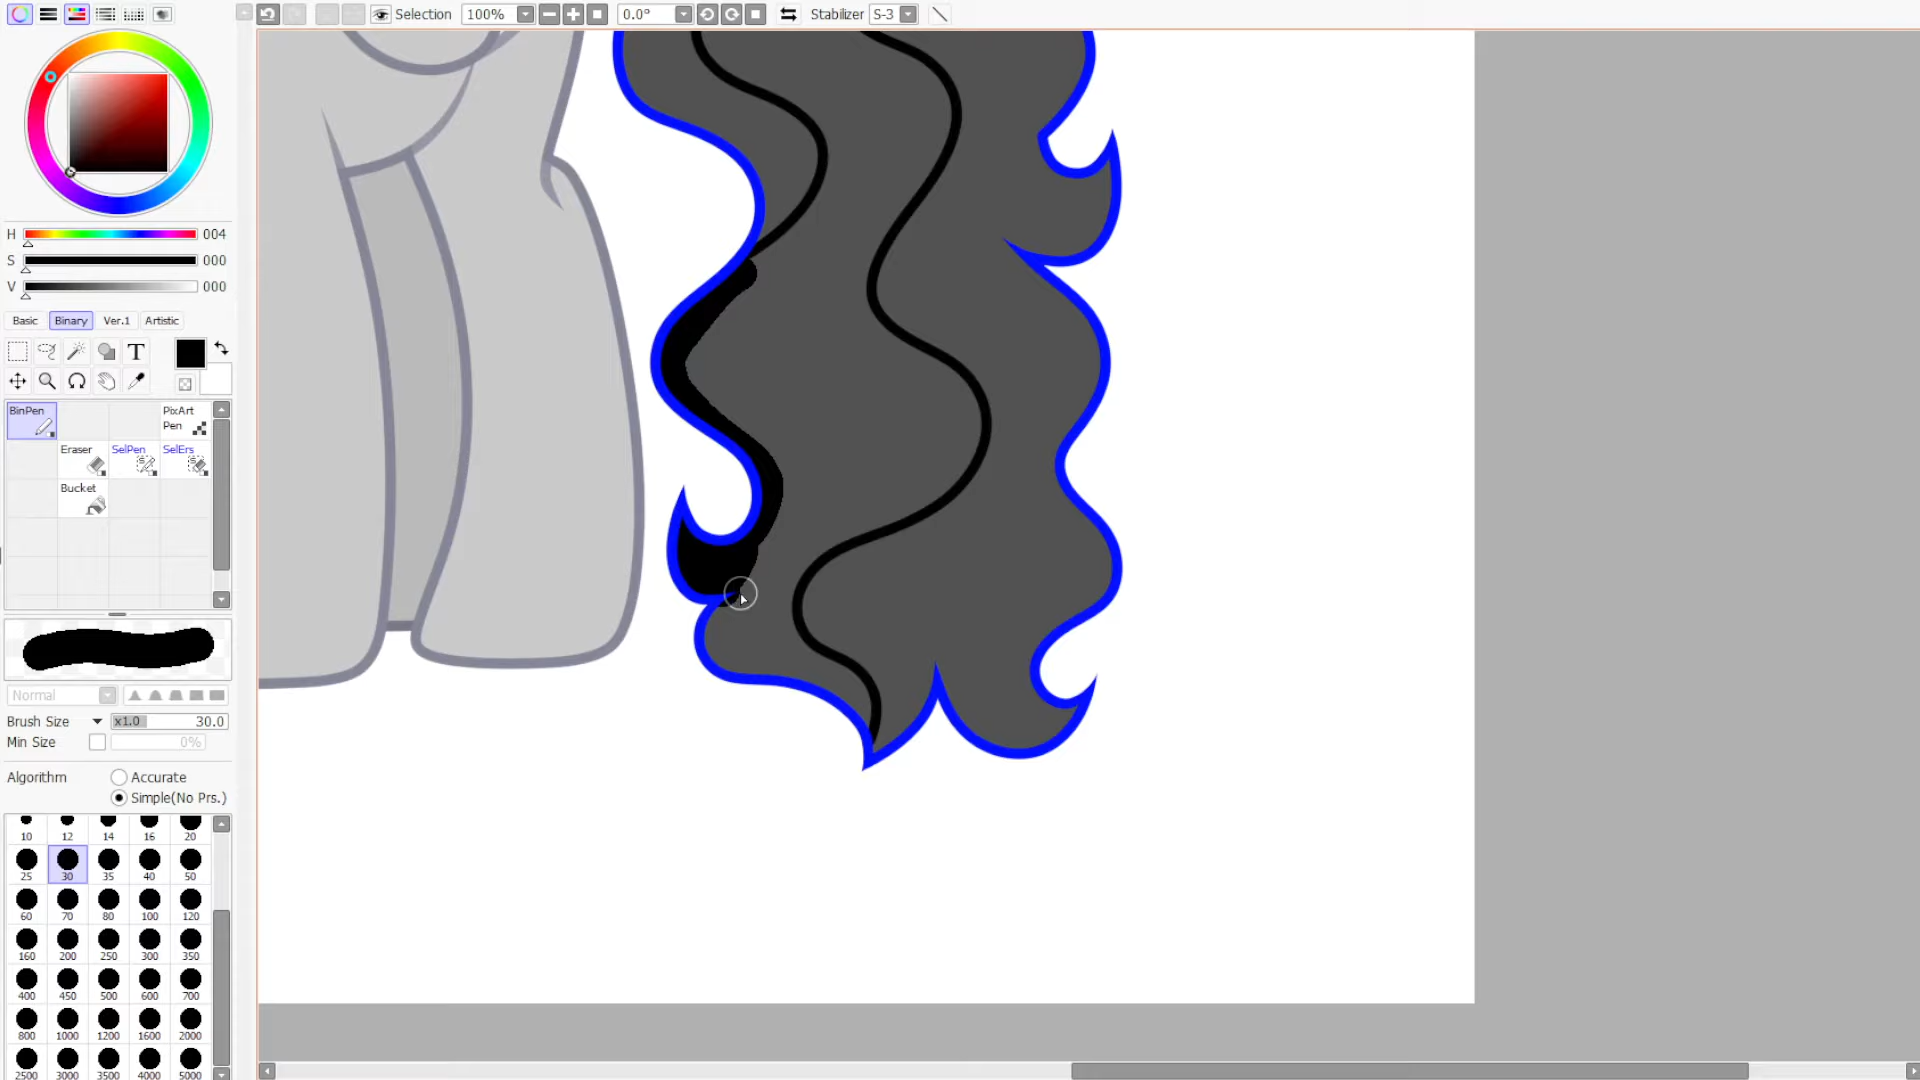 Selection 100% 0.0° Stabilizer S-3
H 004
S 000
V 000
Basic Binary Ver.1 Artistic
T
BinPen PixArt
Pen
Eraser SelPen SelErs
Bucket
Normal
Brush Size x1.0 30.0
Min Size 0%
Algorithm Accurate
Simple(No Prs.)
10 12 14 16 20
25 30 35 40 50
60 70 80 100 120
160 200 250 300 350
400 450 500 600 700
800 1000 1200 1600 2000
2500 3000 3500 4000 5000